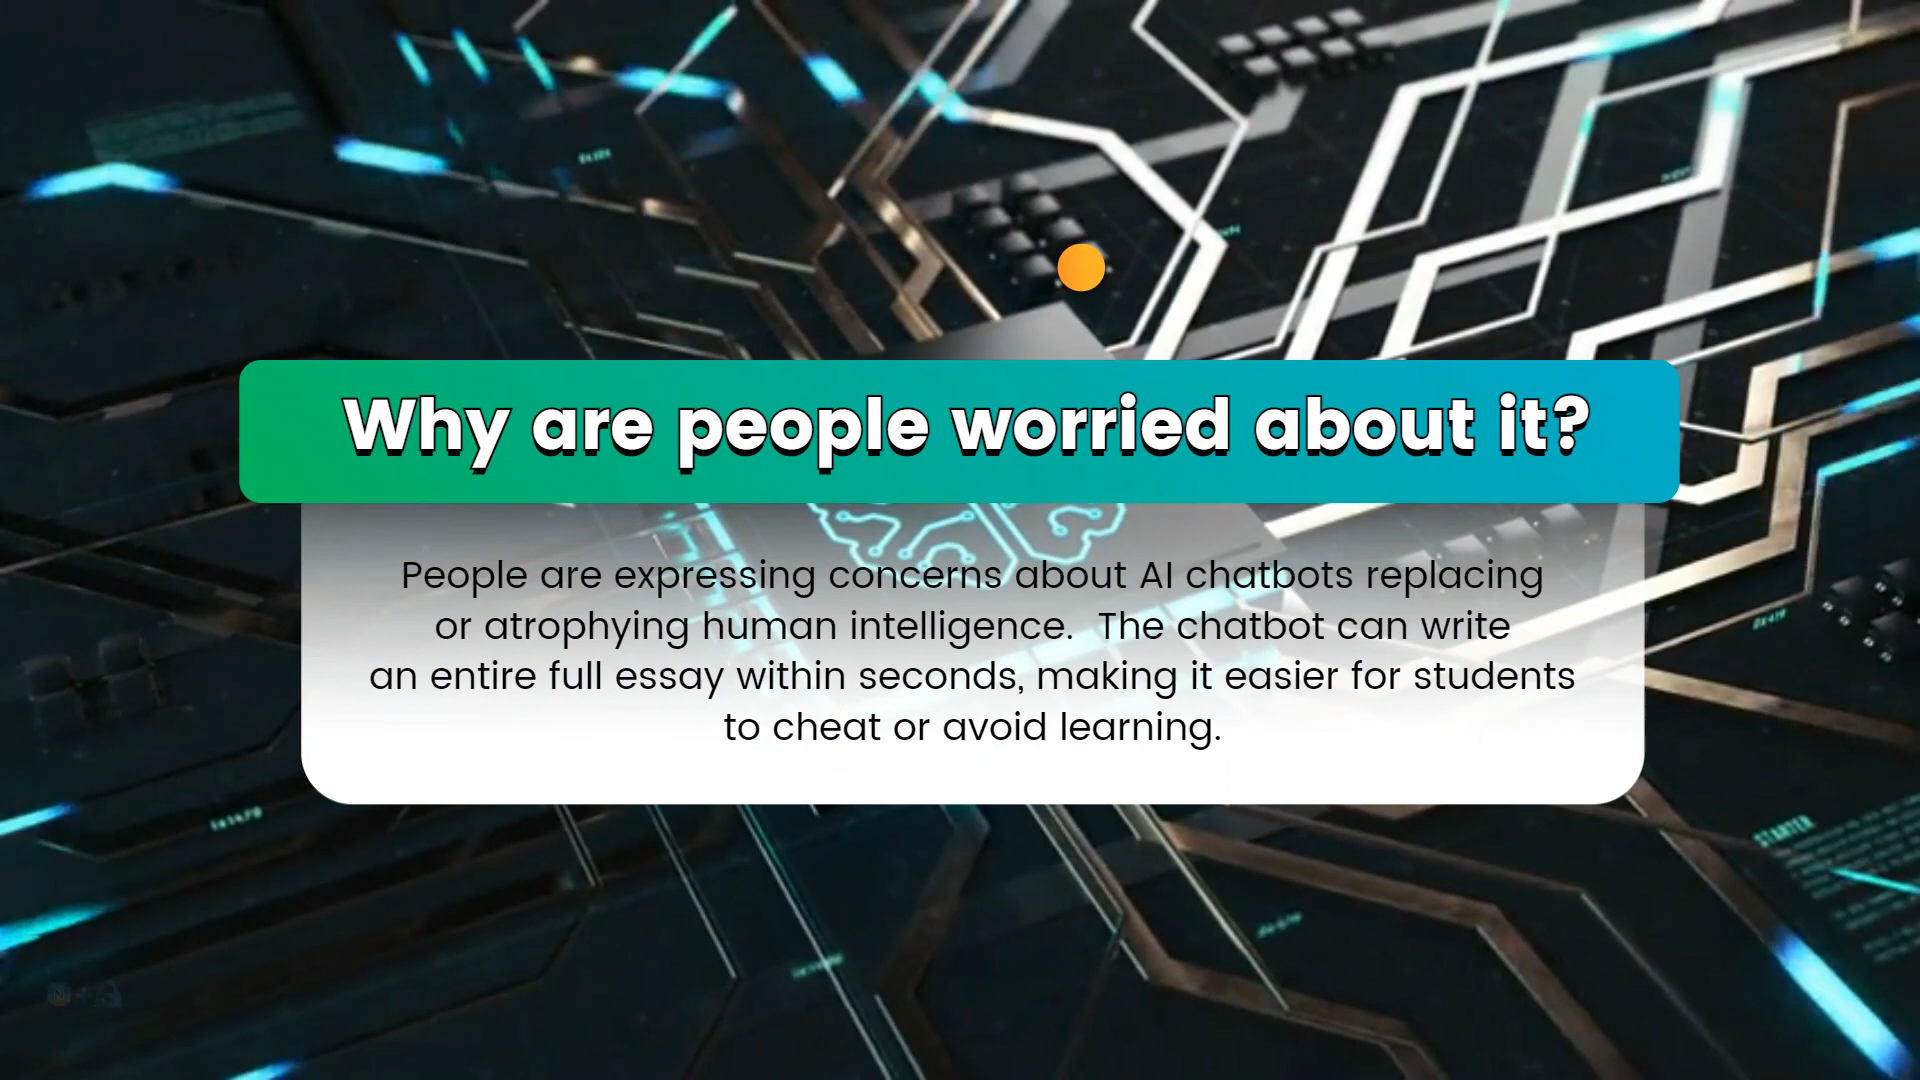 Why are people worried about it?
People are expressing concerns about AI chatbots replacing
or atrophying human intelligence.  The chatbot can write
an entire full essay within seconds, making it easier for students
to cheat or avoid learning.
STARTER